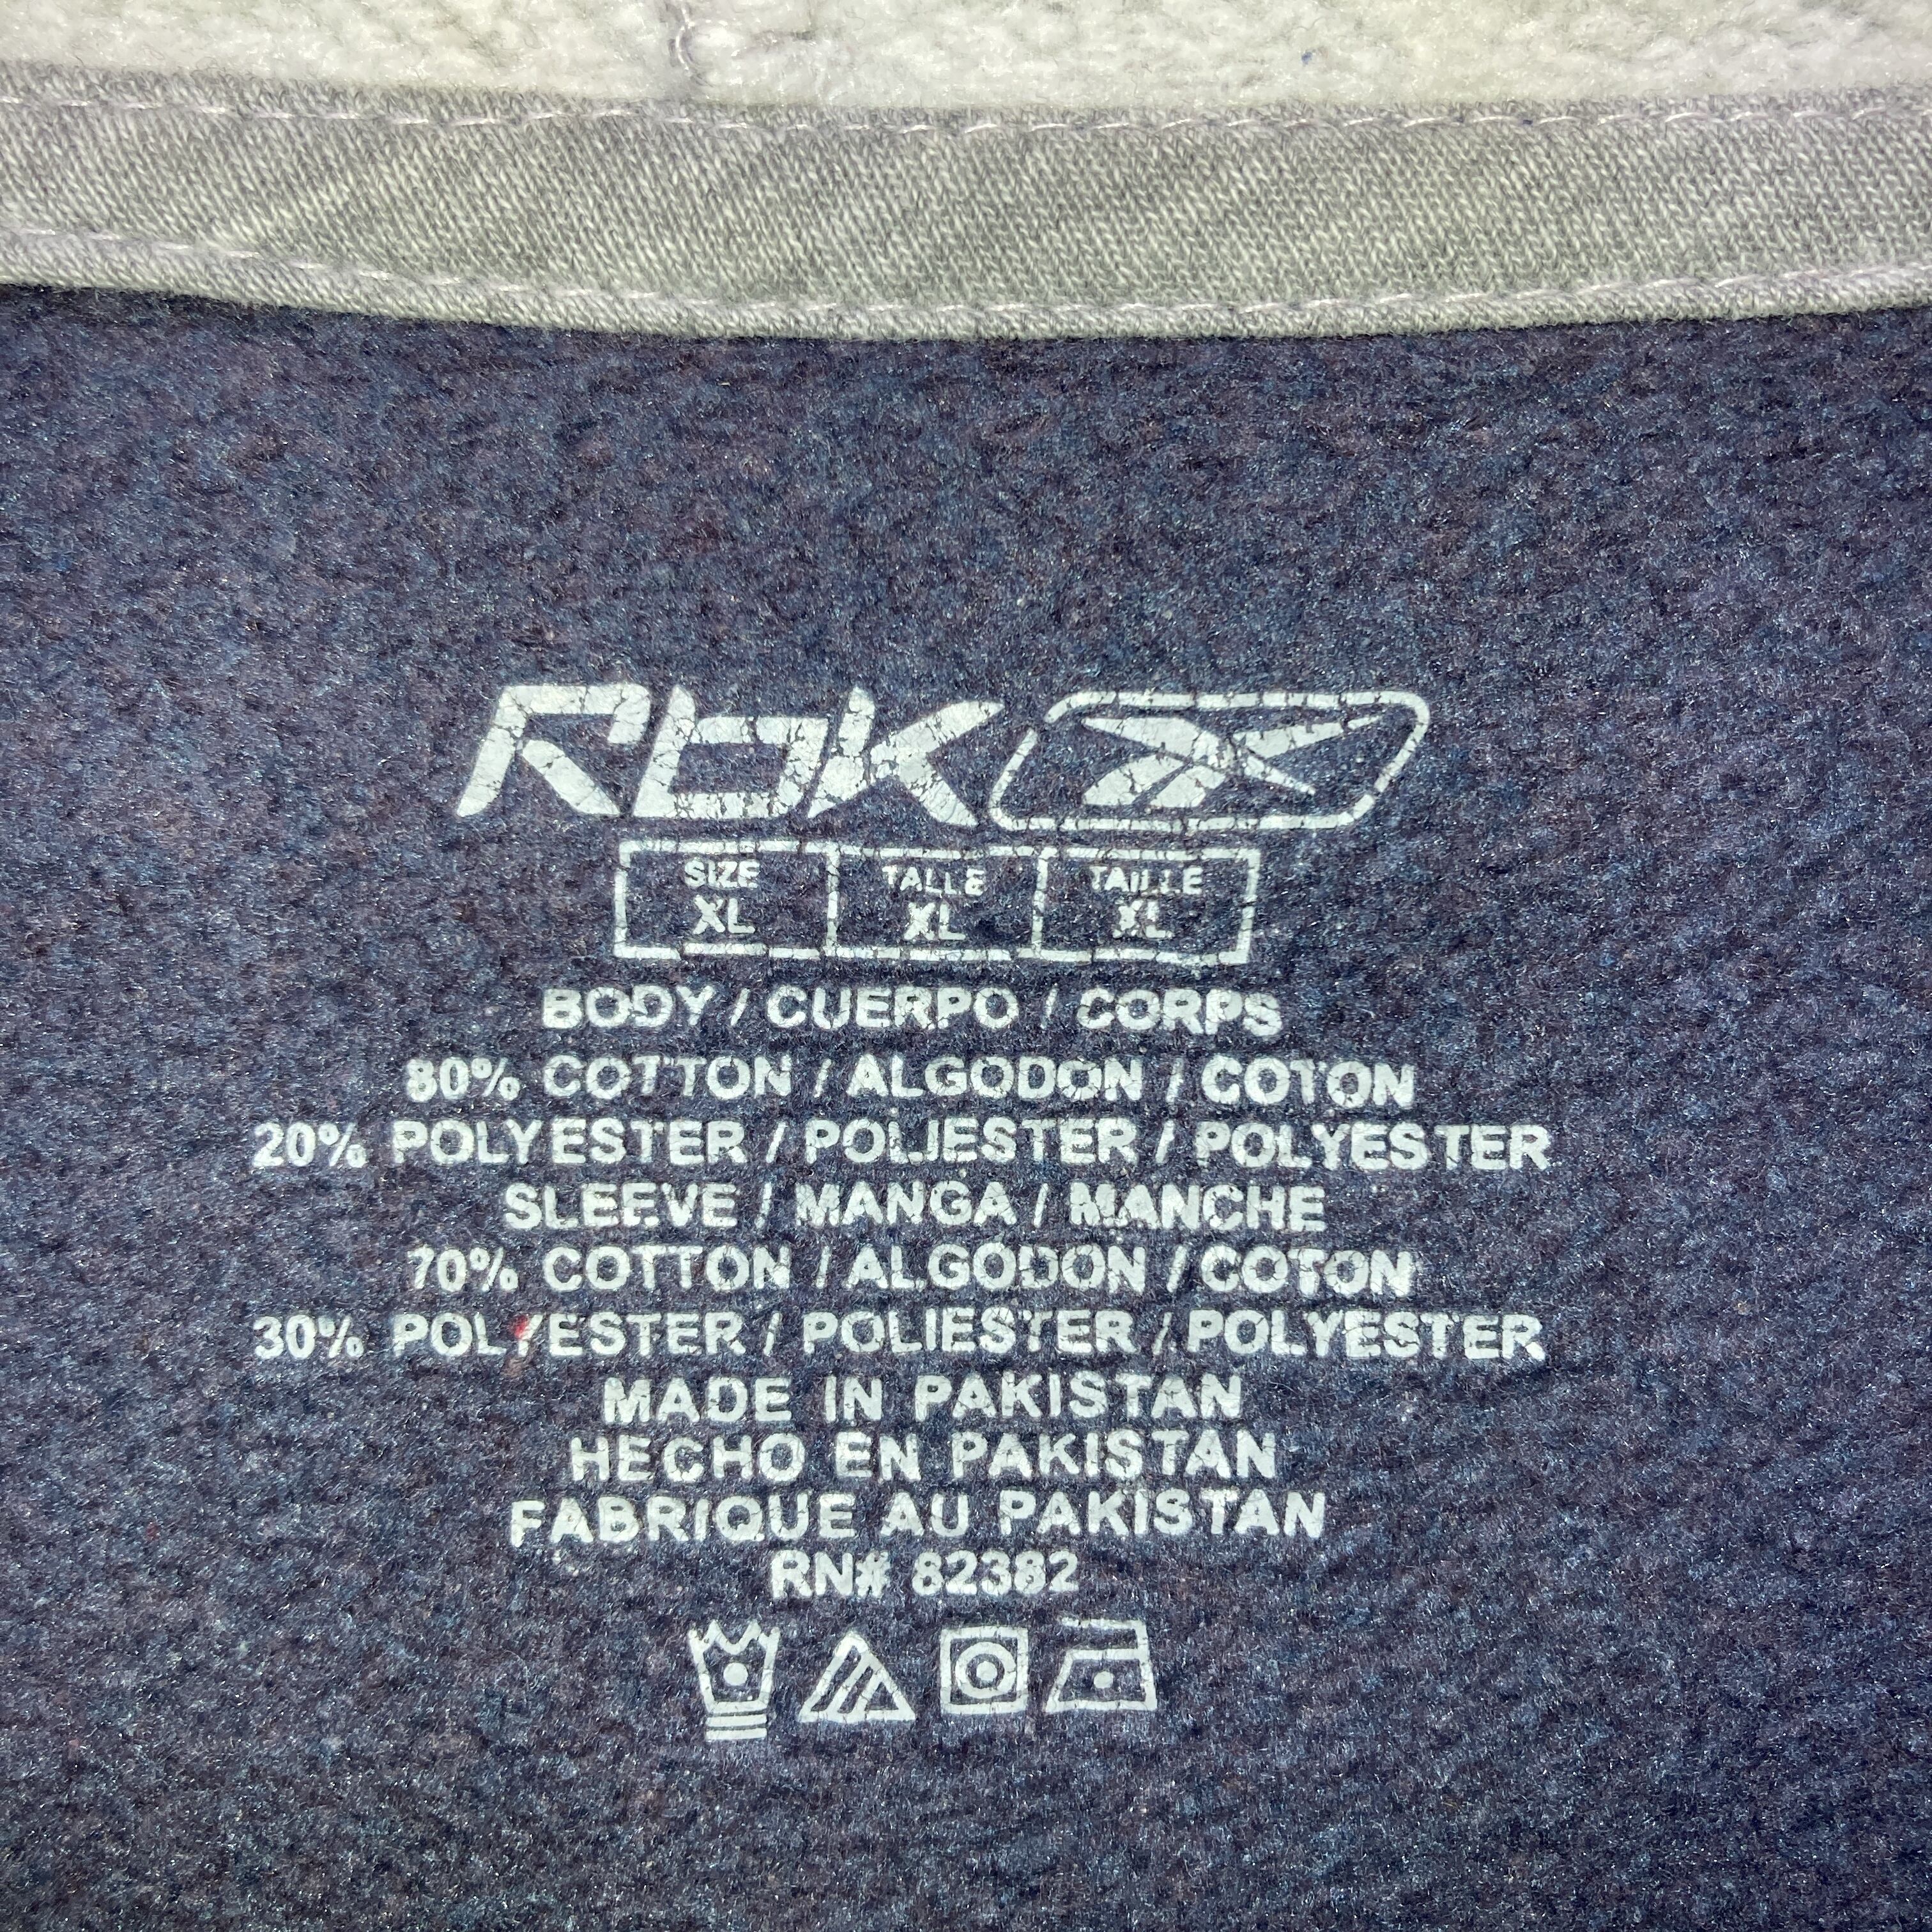 Rbk
SIZE TALLE TAILLE
XL XL XL
BODY / CUERPO / CORPS
80% COTTON / ALGODON / COTON
20% POLYESTER / POLIESTER / POLYESTER
SLEEVE / MANGA / MANCHE
70% COTTON / ALGODON / COTON
30% POLYESTER / POLIESTER / POLYESTER
MADE IN PAKISTAN
HECHO EN PAKISTAN
FABRIQUE AU PAKISTAN
RN# 82382